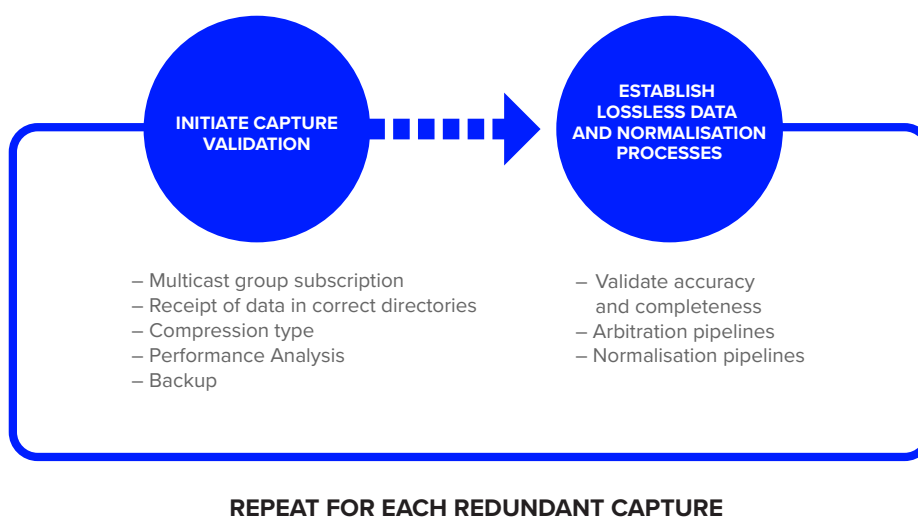 INITIATE CAPTURE
VALIDATION
ESTABLISH
LOSSLESS DATA
AND NORMALISATION
PROCESSES
– Multicast group subscription
– Receipt of data in correct directories
– Compression type
– Performance Analysis
– Backup
– Validate accuracy
and completeness
– Arbitration pipelines
– Normalisation pipelines
REPEAT FOR EACH REDUNDANT CAPTURE